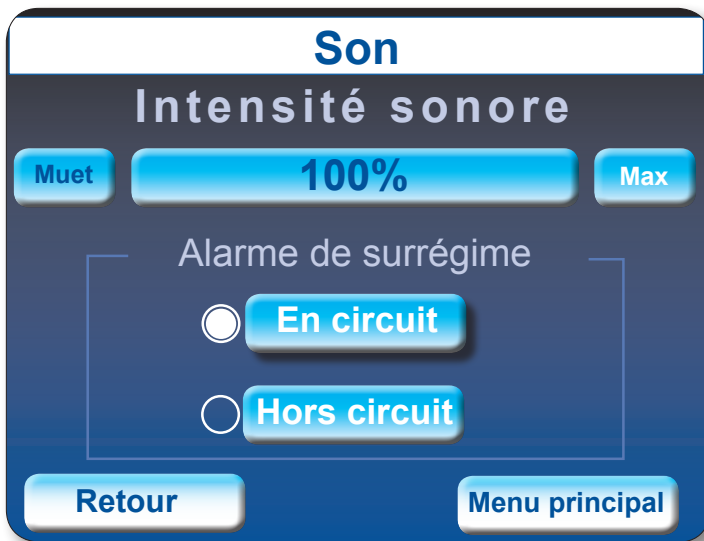 Son
Intensité sonore
Muet 100% Max
Alarme de surrégime
En circuit
Hors circuit
Retour Menu principal